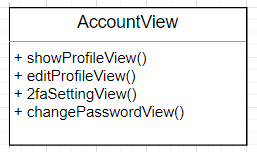 AccountView
+ showProfileView()
+ editProfileView()
+ 2faSettingView()
+ changePasswordView()